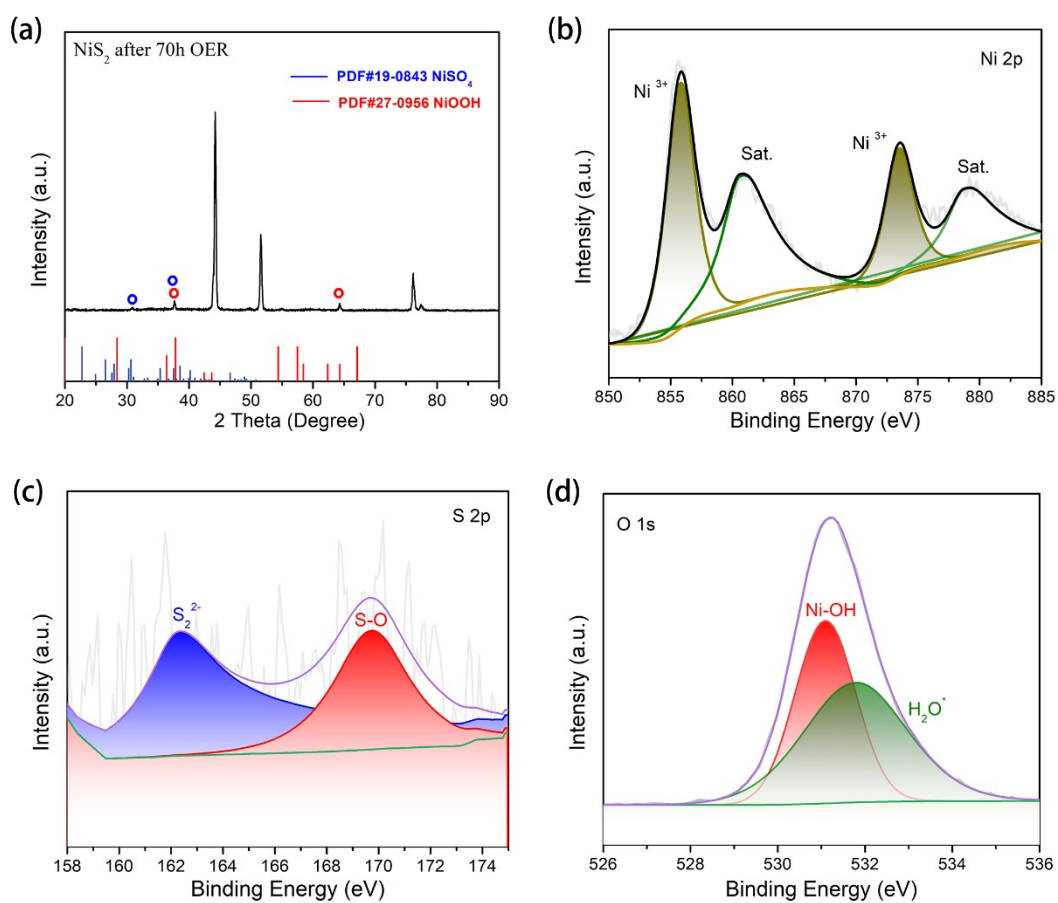 (a)
NiS₂ after 70h OER
PDF#19-0843 NiSO₄
PDF#27-0956 NiOOH
Intensity (a.u.)
20 30 40 50 60 70 80 90
2 Theta (Degree)
(b)
Ni 2p
Ni ³⁺
Sat.
Ni ³⁺
Sat.
Intensity (a.u.)
850 855 860 865 870 875 880 885
Binding Energy (eV)
(c)
S 2p
S₂²⁻
S-O
Intensity (a.u.)
158 160 162 164 166 168 170 172 174
Binding Energy (eV)
(d)
O 1s
Ni-OH
H₂O*
Intensity (a.u.)
526 528 530 532 534 536
Binding Energy (eV)